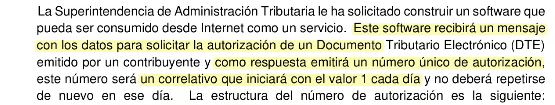 La Superintendencia de Administración Tributaria le ha solicitado construir un software que
pueda ser consumido desde Internet como un servicio. Este software recibirá un mensaje
con los datos para solicitar la autorización de un Documento Tributario Electrónico (DTE)
emitido por un contribuyente y como respuesta emitirá un número único de autorización,
este número será un correlativo que iniciará con el valor 1 cada día y no deberá repetirse
de nuevo en ese día. La estructura del número de autorización es la siguiente: